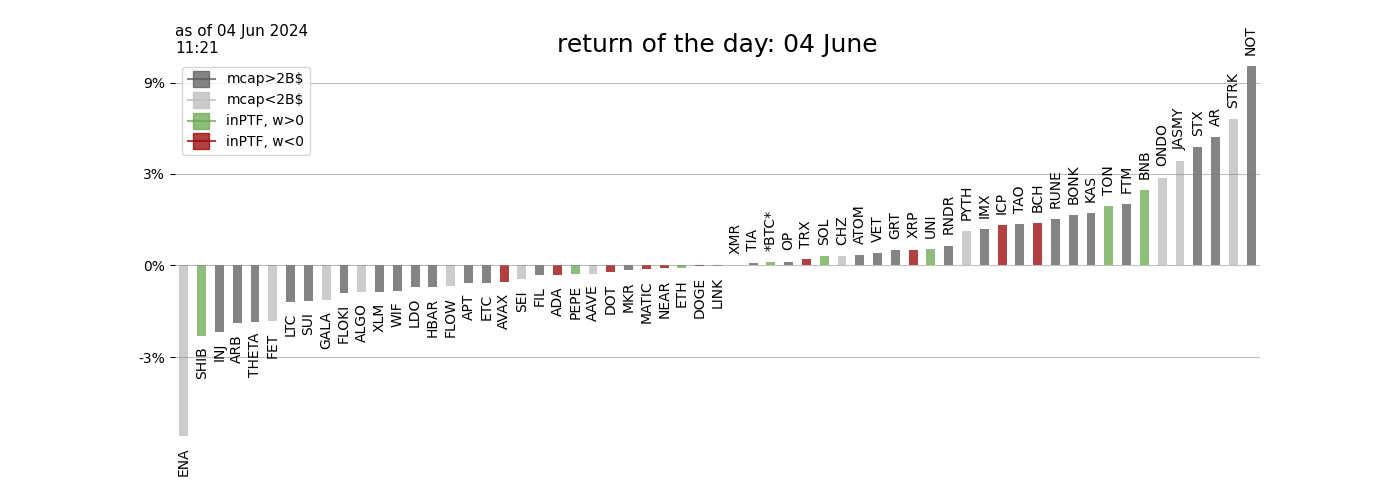 as of 04 Jun 2024
11:21
return of the day: 04 June
mcap>2B$
mcap<2B$
inPTF, w>0
inPTF, w<0
9%
3%
0%
-3%
ENA
SHIB
INJ
ARB
THETA
FET
LTC
SUI
GALA
FLOKI
ALGO
XLM
WIF
LDO
HBAR
FLOW
APT
ETC
AVAX
SEI
FIL
ADA
PEPE
AAVE
DOT
MKR
MATIC
NEAR
ETH
DOGE
LINK
XMR
TIA
*BTC*
OP
TRX
SOL
CHZ
ATOM
VET
GRT
XRP
UNI
RNDR
PYTH
IMX
ICP
TAO
BCH
RUNE
BONK
KAS
TON
FTM
BNB
ONDO
JASMY
STX
AR
STRK
NOT